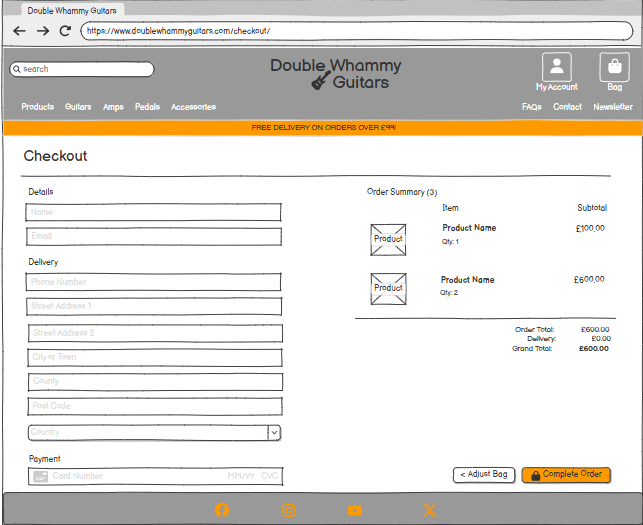 Double Whammy Guitars
https://www.doublewhammyguitars.com/checkout/
search
Double Whammy
Guitars
My Account
Bag
Products Guitars Amps Pedals Accessories
FAQs Contact Newsletter
FREE DELIVERY ON ORDERS OVER £99!
Checkout
Details
Name
Email
Delivery
Phone Number
Street Address 1
Street Address 2
City or Town
County
Post Code
Country
Payment
Card Number MM/YY CVC
Order Summary (3)
Item Subtotal
Product
Product Name £100.00
Qty: 1
Product
Product Name £600.00
Qty: 2
Order Total: £600.00
Delivery: £0.00
Grand Total: £600.00
< Adjust Bag
Complete Order